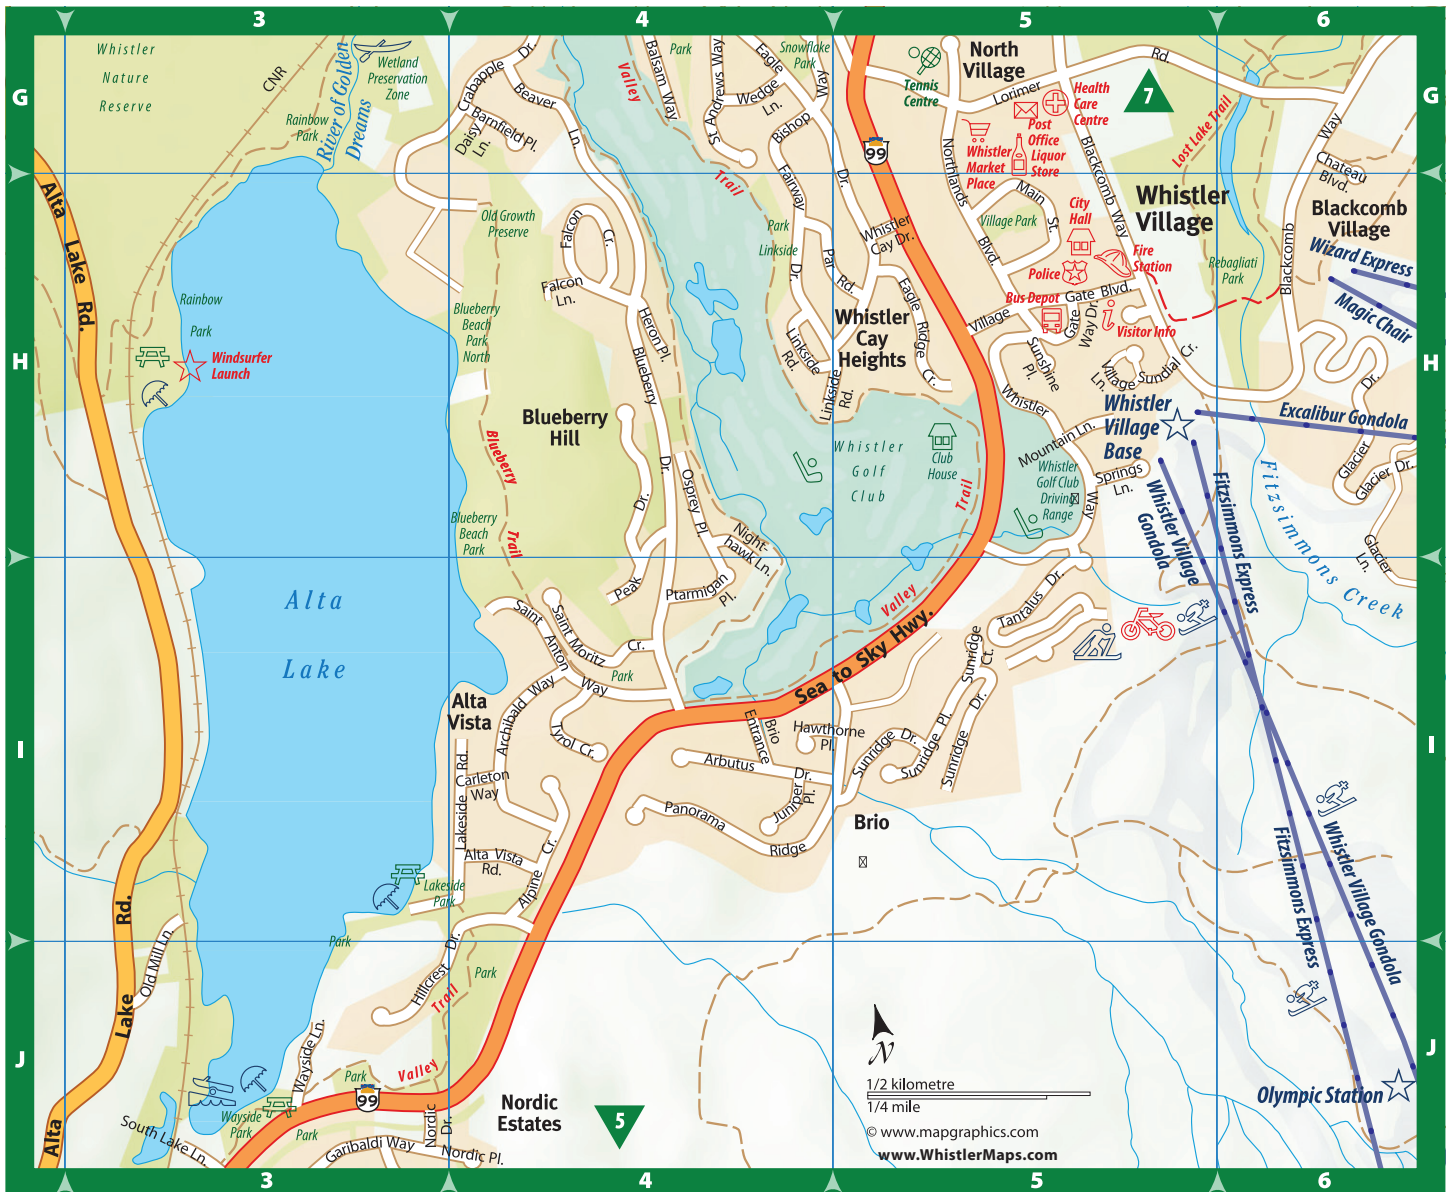 3
4
5
6
G
G
H
H
I
I
J
J
3
4
5
6
Whistler
Nature
Reserve
CNR
River of Golden
Dreams
Wetland
Preservation
Zone
Rainbow
Park
Crabapple
Dr.
Beaver
Ln.
Barnfield Pl.
Daisy
Ln.
Balsam Way
Park
Valley
Trail
St. Andrews Way
Eagle
Wedge
Ln.
Bishop
Snowflake
Park
Way
Dr.
Fairway
Dr.
99
Tennis
Centre
North
Village
Lorimer
Rd.
Health
Care
Centre
Post
Office
Liquor
Store
Whistler
Market
Place
7
Lost Lake Trail
Northlands
Blvd.
Blackcomb Way
Main
St.
Village Park
City
Hall
Whistler
Village
Fire
Station
Police
Bus Depot
Gate Blvd.
Gate
Way Dr.
Visitor Info
Rebagliati
Park
Blackcomb
Way
Chateau
Blvd.
Blackcomb
Village
Wizard Express
Magic Chair
Alta
Lake
Rd.
Old Growth
Preserve
Falcon
Cr.
Falcon
Ln.
Heron Pl.
Blueberry
Dr.
Park
Linkside
Par
Rd.
Whistler
Cay Dr.
Eagle
Ridge
Cr.
Whistler
Cay
Heights
Linkside
Rd.
Linkside
Rd.
Village
Sunshine
Pl.
Village
Ln.
Sundial
Cr.
Whistler
Way
Rainbow
Park
Windsurfer
Launch
Blueberry
Beach
Park
North
Blueberry
Hill
Blueberry
Trail
Blueberry
Beach
Park
Dr.
Osprey
Pl.
Night-
hawk Ln.
Peak
Ptarmigan
Pl.
Whistler
Golf
Club
Club
House
Trail
Valley
Mountain Ln.
Whistler
Golf Club
Driving
Range
Springs
Ln.
Whistler
Village
Base
Excalibur Gondola
Glacier
Dr.
Glacier Dr.
Glacier
Ln.
Whistler Village
Gondola
Fitzsimmons Express
Fitzsimmons Creek
Alta
Lake
Saint
Anton
Way
Saint Moritz
Cr.
Park
Alta
Vista
Archibald Way
Tyrol Cr.
Sea to Sky Hwy.
Tantalus Dr.
Sunridge
Ct.
Sunridge
Dr.
Sunridge
Pl.
Sunridge
Dr.
Hawthorne
Pl.
Brio
Entrance
Arbutus
Dr.
Juniper
Pl.
Panorama
Ridge
Brio
Lakeside Rd.
Carleton
Way
Alta Vista
Rd.
Alpine
Cr.
Lakeside
Park
Park
Hillcrest
Dr.
Park
Trail
Valley
Rd.
Lake
Alta
Old Mill Ln.
Wayside Ln.
Park
99
Wayside
Park
Park
South Lake Ln.
Garibaldi Way
Nordic
Dr.
Nordic Pl.
Nordic
Estates
5
Fitzsimmons Express
Whistler Village Gondola
Olympic Station
N
1/2 kilometre
1/4 mile
© www.mapgraphics.com
www.WhistlerMaps.com